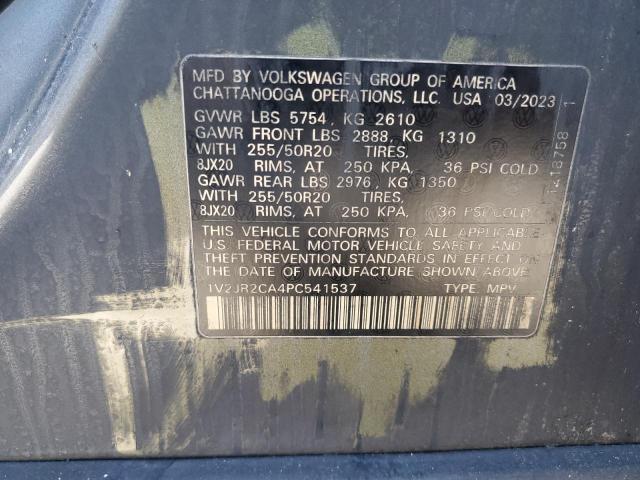 MFD BY VOLKSWAGEN GROUP OF AMERICA
CHATTANOOGA OPERATIONS, LLC. USA 03/2023
GVWR LBS 5754, KG 2610
GAWR FRONT LBS 2888, KG 1310
WITH 255/50R20 TIRES,
8JX20 RIMS, AT 250 KPA, 36 PSI COLD
GAWR REAR LBS 2976, KG 1350
WITH 255/50R20 TIRES,
8JX20 RIMS, AT 250 KPA, 36 PSI COLD
THIS VEHICLE CONFORMS TO ALL APPLICABLE
U.S. FEDERAL MOTOR VEHICLE SAFETY AND
THEFT PREVENTION STANDARDS IN EFFECT ON
THE DATE OF MANUFACTURE SHOWN ABOVE.
1V2JR2CA4PC541537 TYPE: MPV
1418758 1